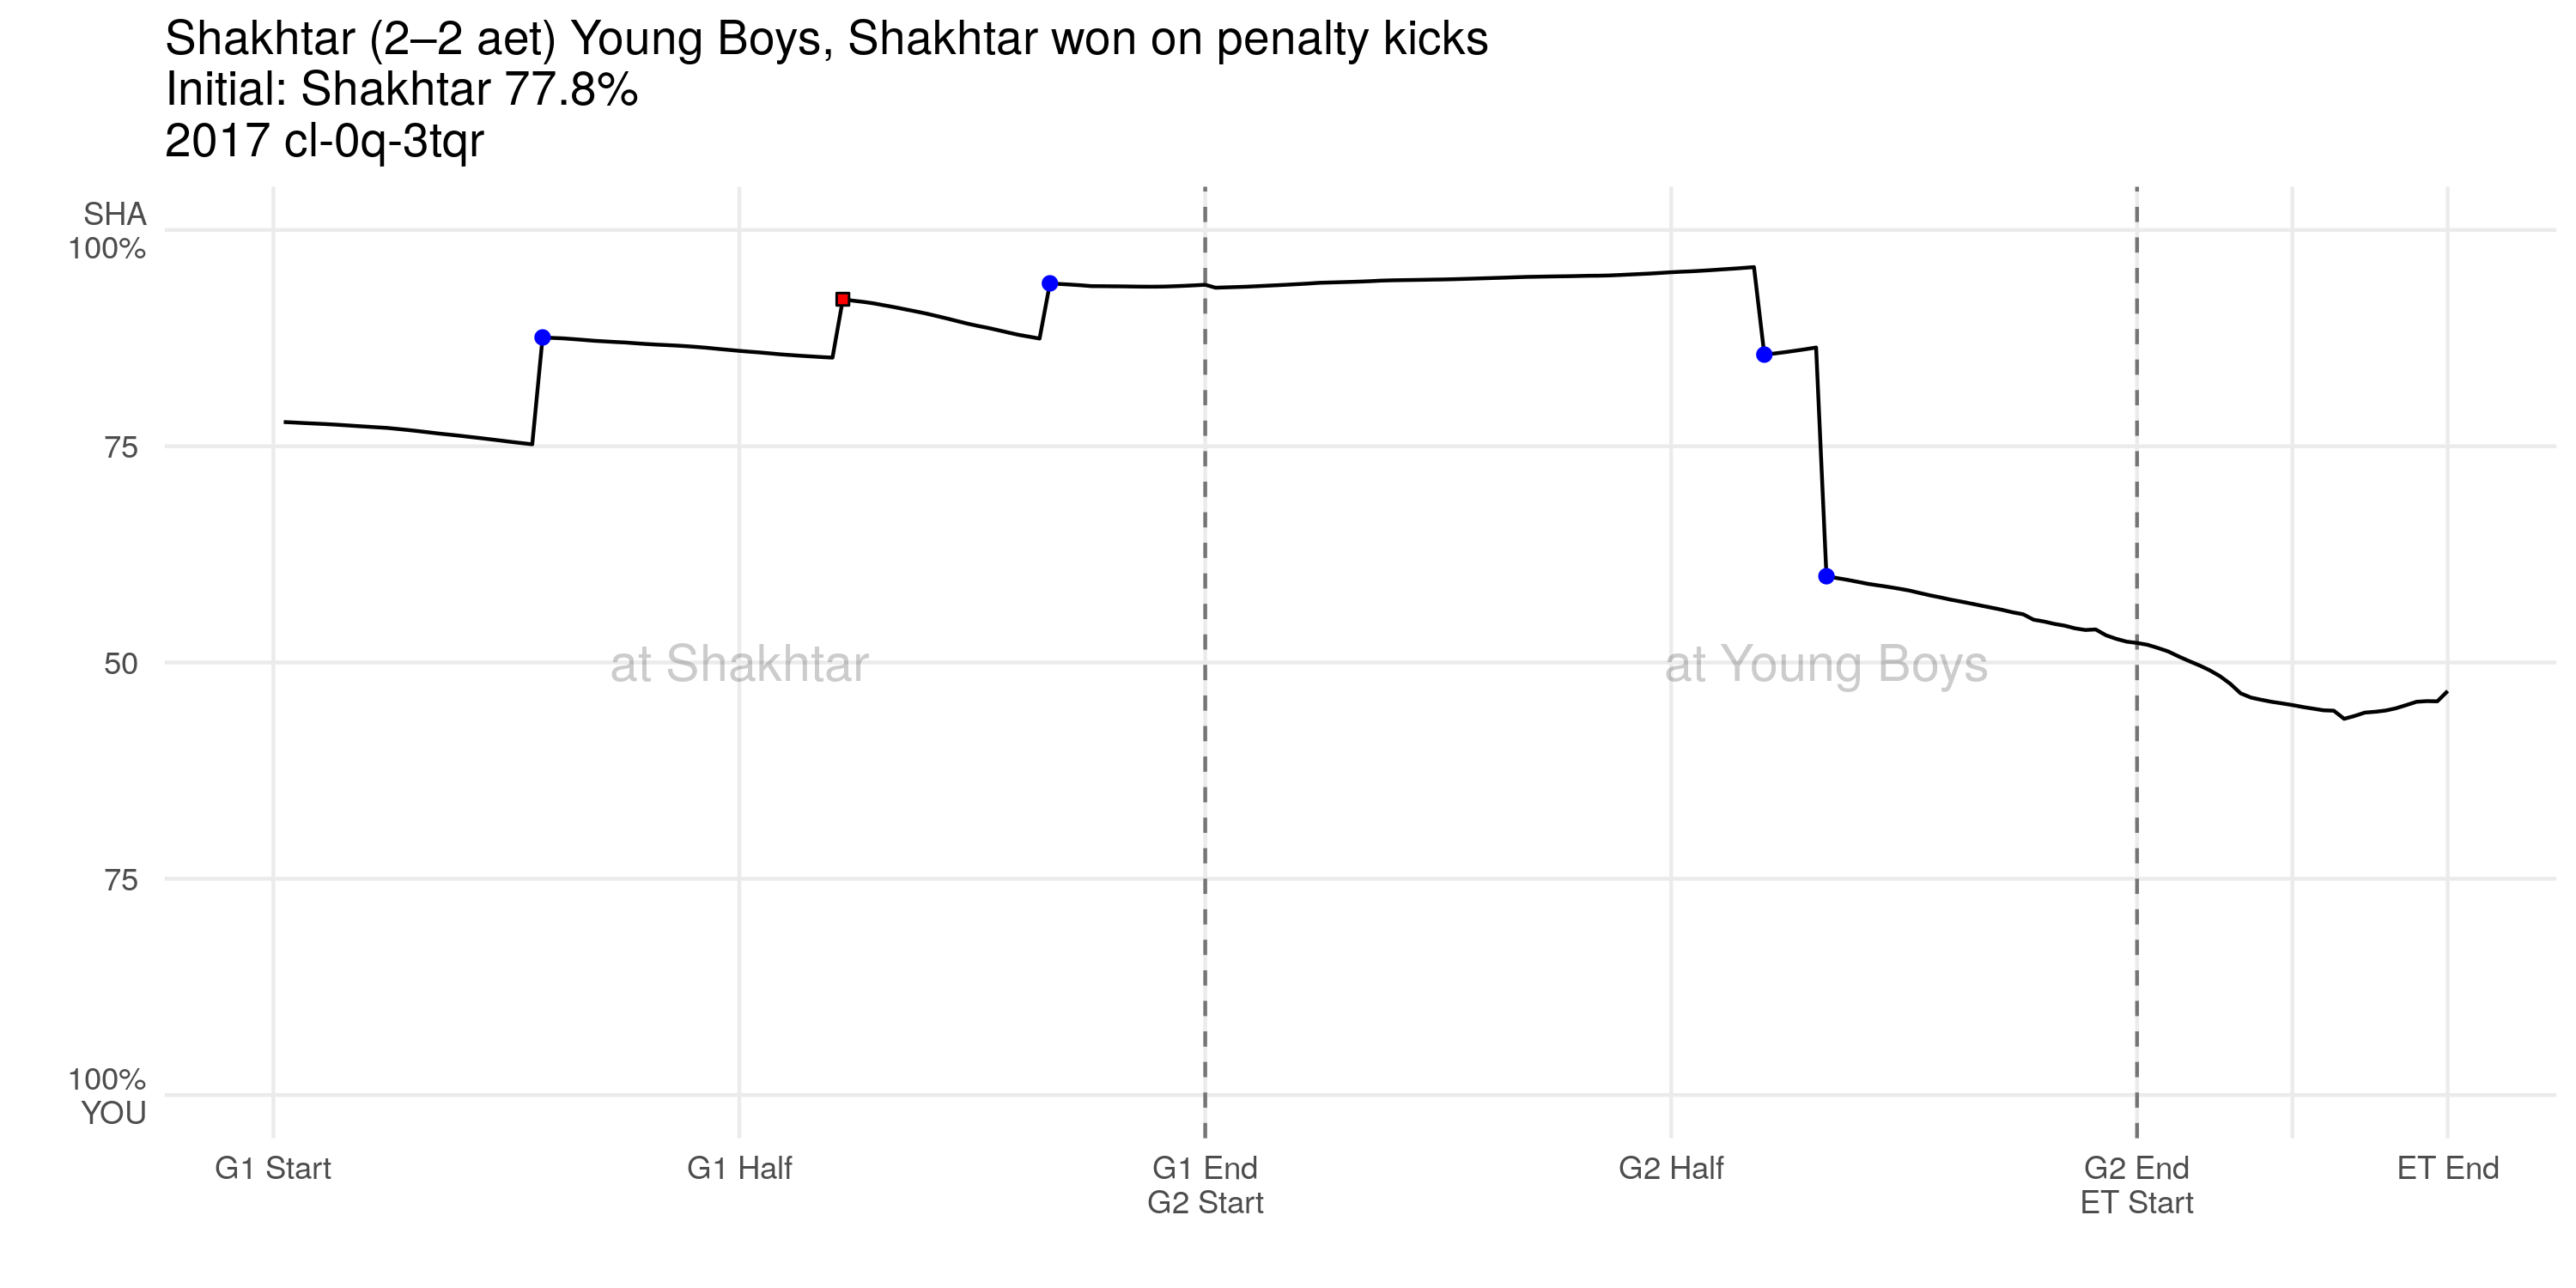 Shakhtar (2–2 aet) Young Boys, Shakhtar won on penalty kicks
Initial: Shakhtar 77.8%
2017 cl-0q-3tqr
SHA
100%
75
50
75
100%
YOU
at Shakhtar
at Young Boys
G1 Start
G1 Half
G1 End
G2 Start
G2 Half
G2 End
ET Start
ET End